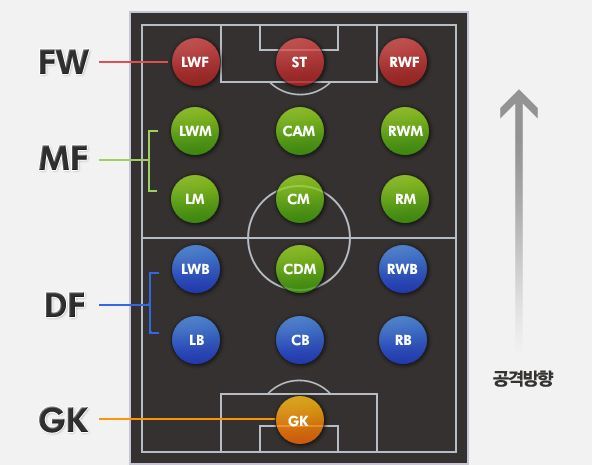 FW LWF ST RWF
LWM CAM RWM
MF
LM CM RM
LWB CDM RWB
DF
LB CB RB
공격방향
GK GK